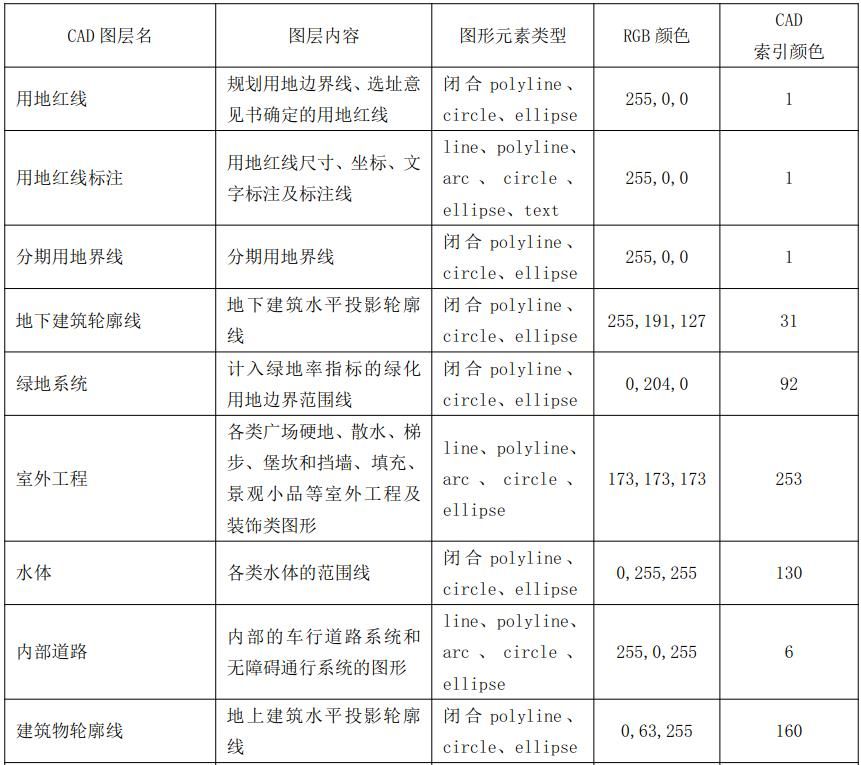 CAD 图层名 图层内容 图形元素类型 RGB 颜色 CAD
索引颜色
用地红线 规划用地边界线、选址意 闭合 polyline、 255,0,0 1
见书确定的用地红线 circle、ellipse
用地红线标注 用地红线尺寸、坐标、文 line、polyline、 255,0,0 1
字标注及标注线 arc 、 circle 、
ellipse、text
分期用地界线 分期用地界线 闭合 polyline、 255,0,0 1
circle、ellipse
地下建筑轮廓线 地下建筑水平投影轮廓 闭合 polyline、 255,191,127 31
线 circle、ellipse
绿地系统 计入绿地率指标的绿化 闭合 polyline、 0,204,0 92
用地边界范围线 circle、ellipse
室外工程 各类广场硬地、散水、梯 line、polyline、 173,173,173 253
步、堡坎和挡墙、填充、 arc 、 circle 、
景观小品等室外工程及 ellipse
装饰类图形
水体 各类水体的范围线 闭合 polyline、 0,255,255 130
circle、ellipse
内部道路 内部的车行道路系统和 line、polyline、 255,0,255 6
无障碍通行系统的图形 arc 、 circle 、
ellipse
建筑物轮廓线 地上建筑水平投影轮廓 闭合 polyline、 0,63,255 160
线 circle、ellipse